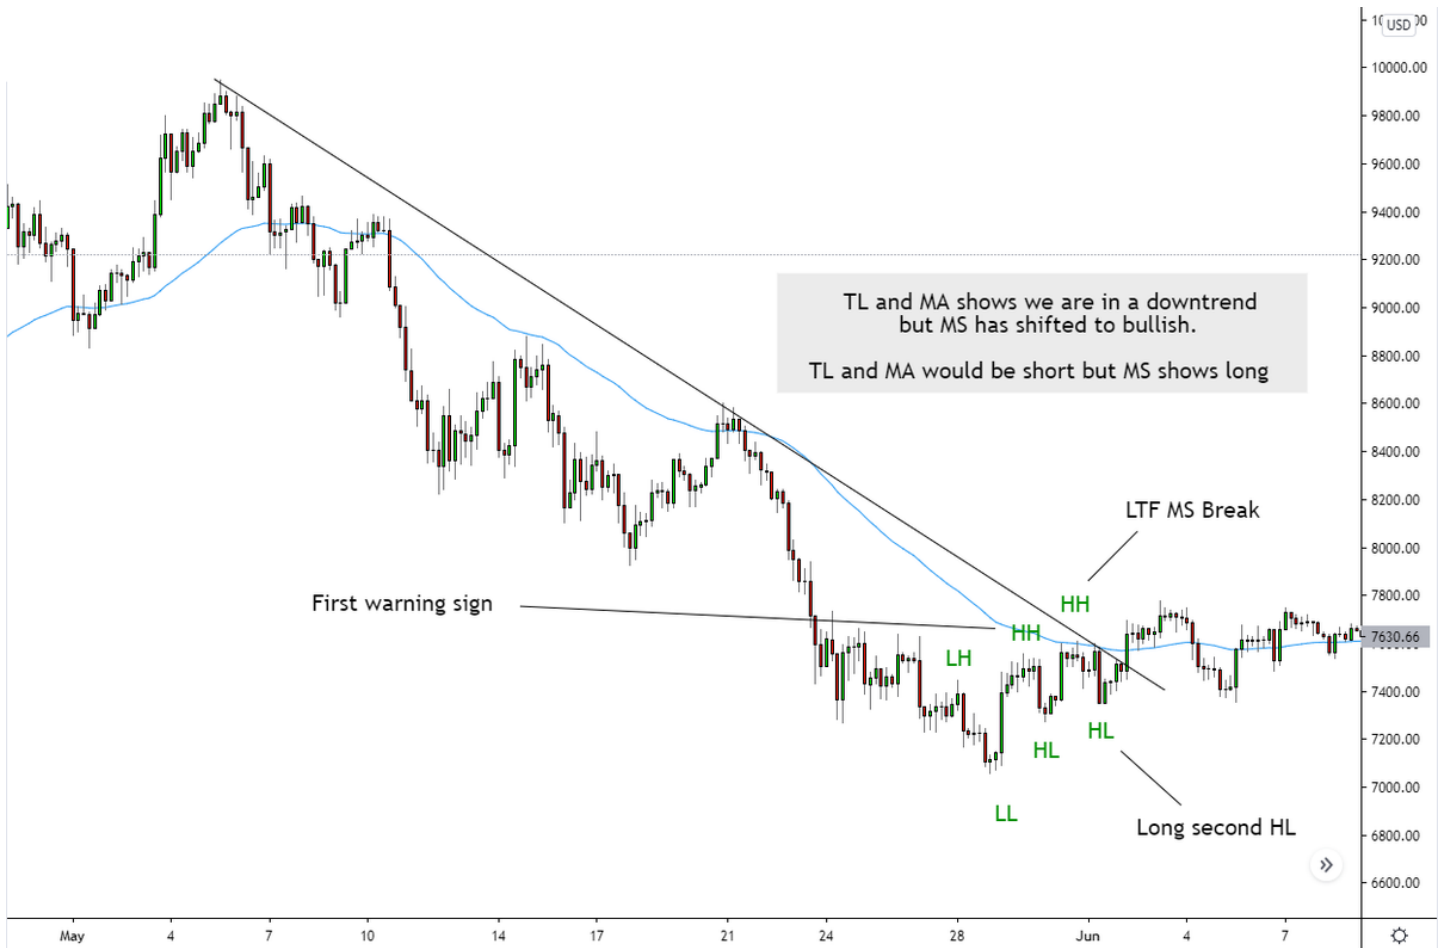 USD
10000.00
9800.00
9600.00
9400.00
9200.00
9000.00
8800.00
8600.00
8400.00
8200.00
8000.00
7800.00
7630.66
7400.00
7200.00
7000.00
6800.00
6600.00
TL and MA shows we are in a downtrend
but MS has shifted to bullish.
TL and MA would be short but MS shows long
LTF MS Break
First warning sign
HH
HH
LH
HL
HL
LL
Long second HL
May 4 7 10 14 17 21 24 28 Jun 4 7